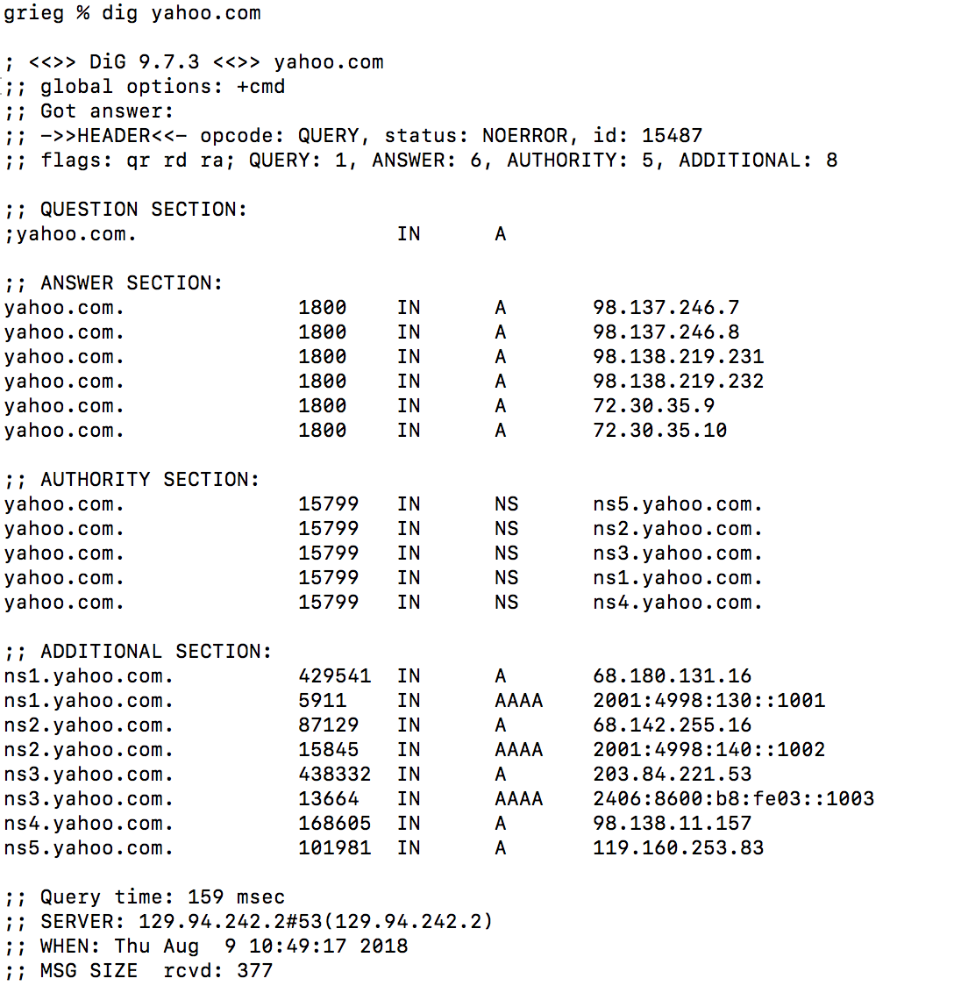 grieg % dig yahoo.com
; <<>> DiG 9.7.3 <<>> yahoo.com
;; global options: +cmd
;; Got answer:
;; ->>HEADER<<- opcode: QUERY, status: NOERROR, id: 15487
;; flags: qr rd ra; QUERY: 1, ANSWER: 6, AUTHORITY: 5, ADDITIONAL: 8
;; QUESTION SECTION:
;yahoo.com. IN A
;; ANSWER SECTION:
yahoo.com. 1800 IN A 98.137.246.7
yahoo.com. 1800 IN A 98.137.246.8
yahoo.com. 1800 IN A 98.138.219.231
yahoo.com. 1800 IN A 98.138.219.232
yahoo.com. 1800 IN A 72.30.35.9
yahoo.com. 1800 IN A 72.30.35.10
;; AUTHORITY SECTION:
yahoo.com. 15799 IN NS ns5.yahoo.com.
yahoo.com. 15799 IN NS ns2.yahoo.com.
yahoo.com. 15799 IN NS ns3.yahoo.com.
yahoo.com. 15799 IN NS ns1.yahoo.com.
yahoo.com. 15799 IN NS ns4.yahoo.com.
;; ADDITIONAL SECTION:
ns1.yahoo.com. 429541 IN A 68.180.131.16
ns1.yahoo.com. 5911 IN AAAA 2001:4998:130::1001
ns2.yahoo.com. 87129 IN A 68.142.255.16
ns2.yahoo.com. 15845 IN AAAA 2001:4998:140::1002
ns3.yahoo.com. 438332 IN A 203.84.221.53
ns3.yahoo.com. 13664 IN AAAA 2406:8600:b8:fe03::1003
ns4.yahoo.com. 168605 IN A 98.138.11.157
ns5.yahoo.com. 101981 IN A 119.160.253.83
;; Query time: 159 msec
;; SERVER: 129.94.242.2#53(129.94.242.2)
;; WHEN: Thu Aug  9 10:49:17 2018
;; MSG SIZE  rcvd: 377